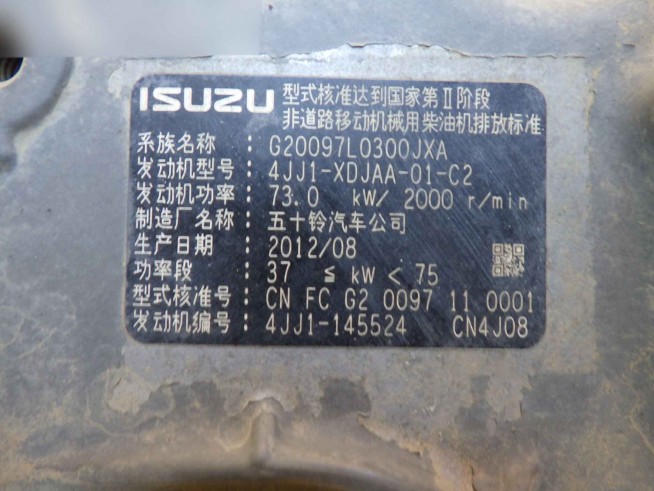 ISUZU 型式核准达到国家第Ⅱ阶段
非道路移动机械用柴油机排放标准
系族名称 : G20097L0300JXA
发动机型号 : 4JJ1-XDJAA-01-C2
发动机功率 : 73.0 kW/ 2000 r/min
制造厂名称 : 五十铃汽车公司
生产日期 : 2012/08
功率段 : 37 ≦ kW < 75
型式核准号 : CN FC G2 0097 11 0001
发动机编号 : 4JJ1-145524 CN4J08